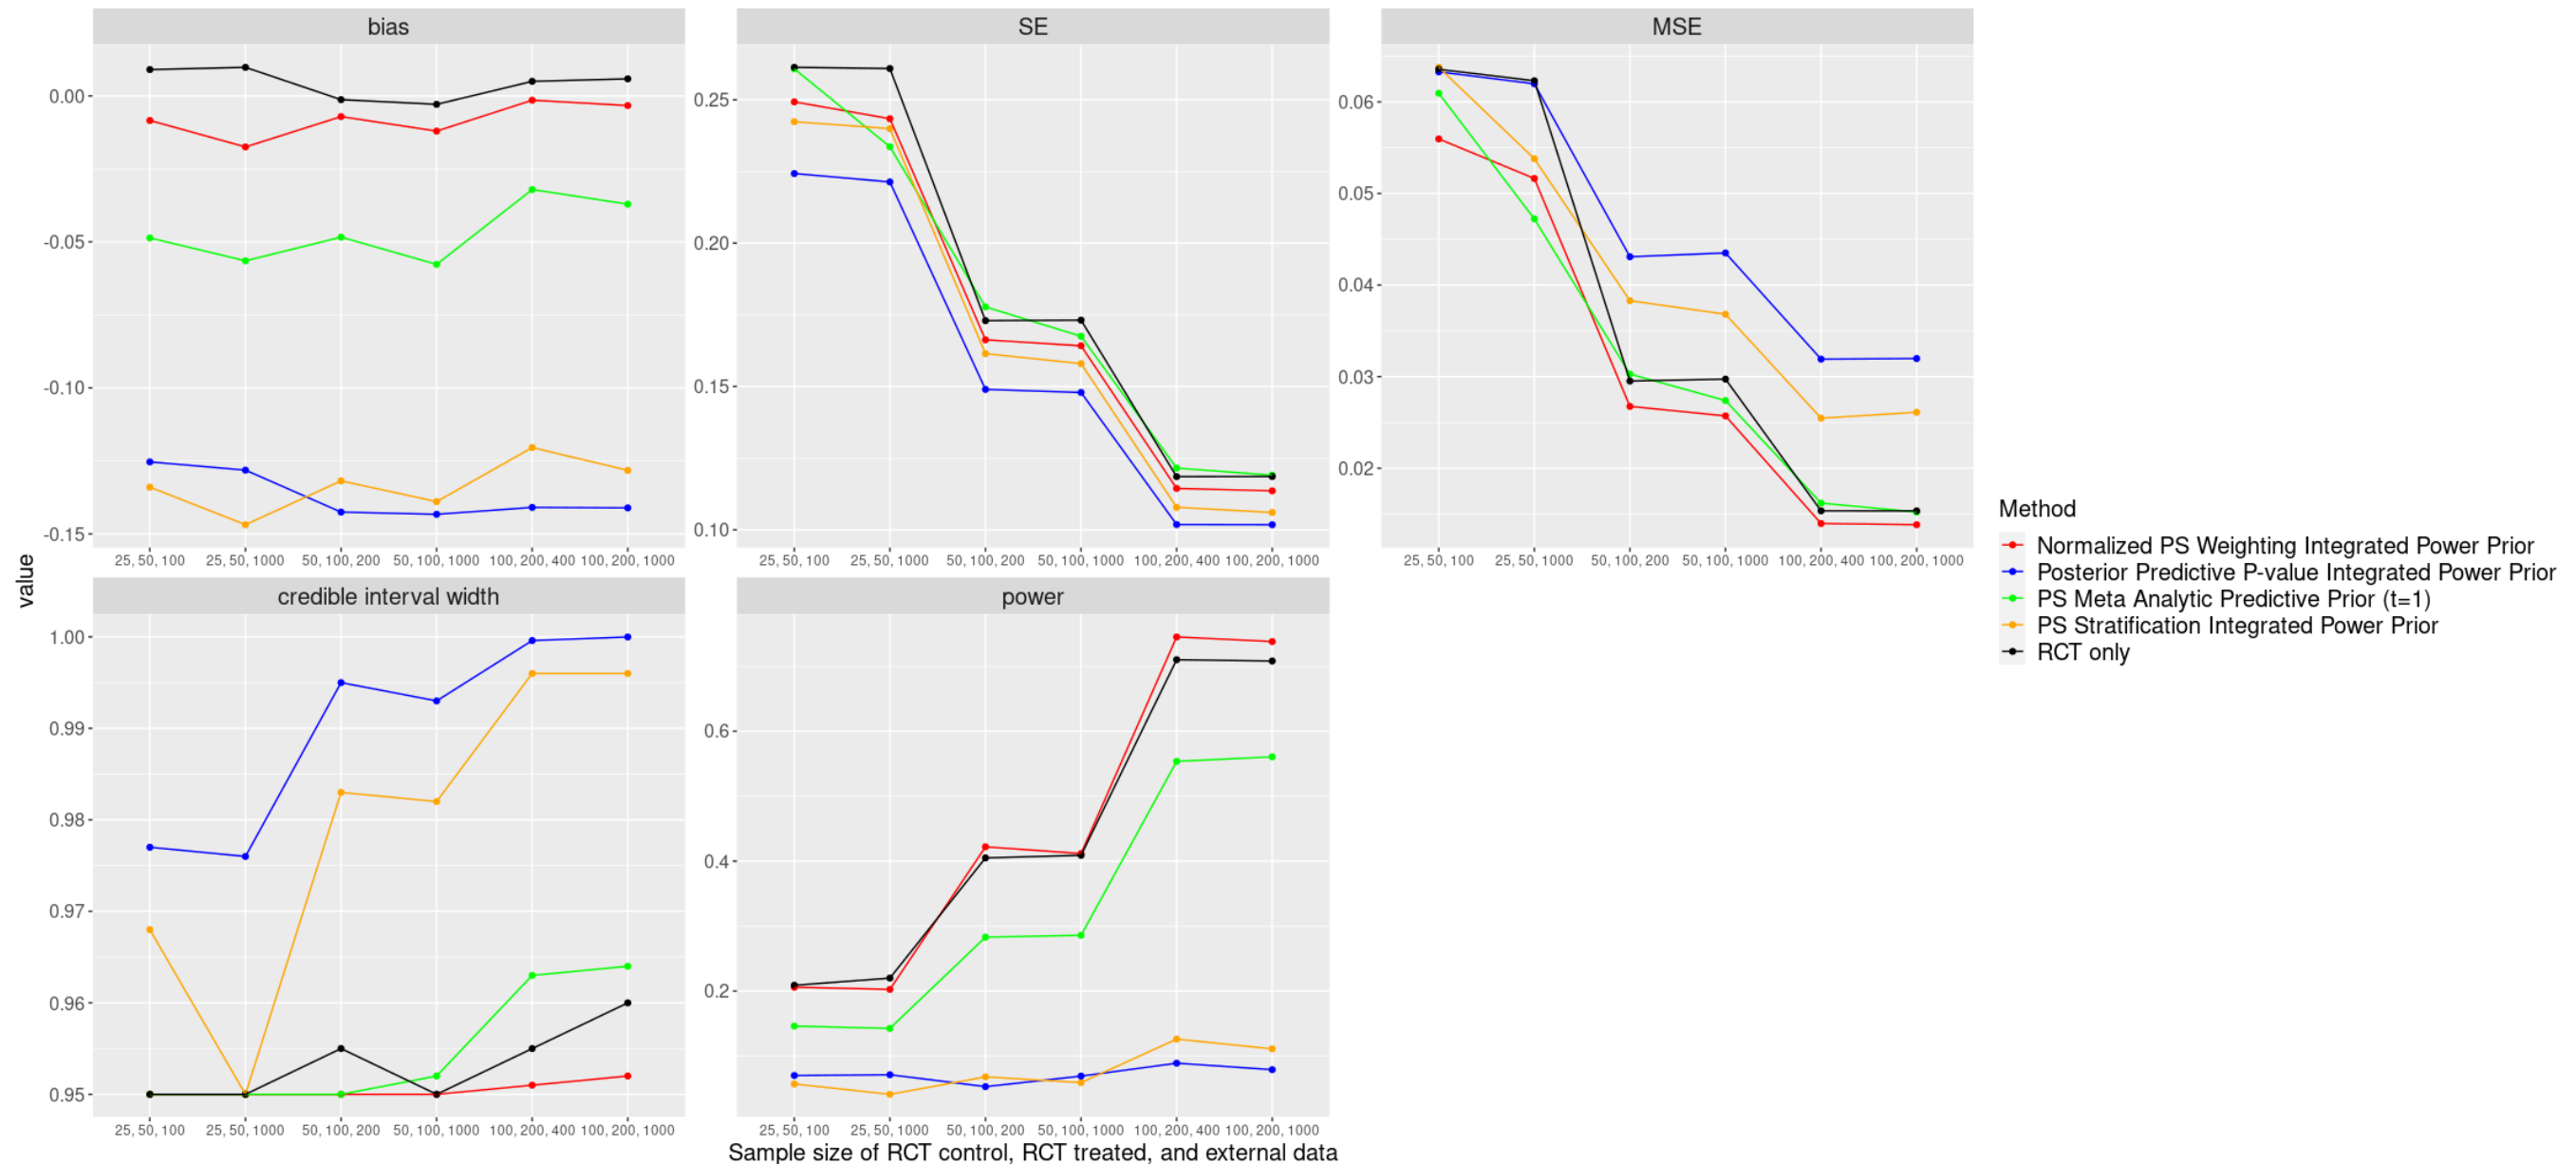 bias
SE
MSE
0.00
-0.05
-0.10
-0.15
0.25
0.20
0.15
0.10
0.06
0.05
0.04
0.03
0.02
25, 50, 100 25, 50, 1000 50, 100, 200 50, 100, 1000 100, 200, 400 100, 200, 1000
25, 50, 100 25, 50, 1000 50, 100, 200 50, 100, 1000 100, 200, 400 100, 200, 1000
25, 50, 100 25, 50, 1000 50, 100, 200 50, 100, 1000 100, 200, 400 100, 200, 1000
value
credible interval width
power
1.00
0.99
0.98
0.97
0.96
0.95
0.6
0.4
0.2
25, 50, 100 25, 50, 1000 50, 100, 200 50, 100, 1000 100, 200, 400 100, 200, 1000
25, 50, 100 25, 50, 1000 50, 100, 200 50, 100, 1000 100, 200, 400 100, 200, 1000
Sample size of RCT control, RCT treated, and external data
Method
Normalized PS Weighting Integrated Power Prior
Posterior Predictive P-value Integrated Power Prior
PS Meta Analytic Predictive Prior (t=1)
PS Stratification Integrated Power Prior
RCT only